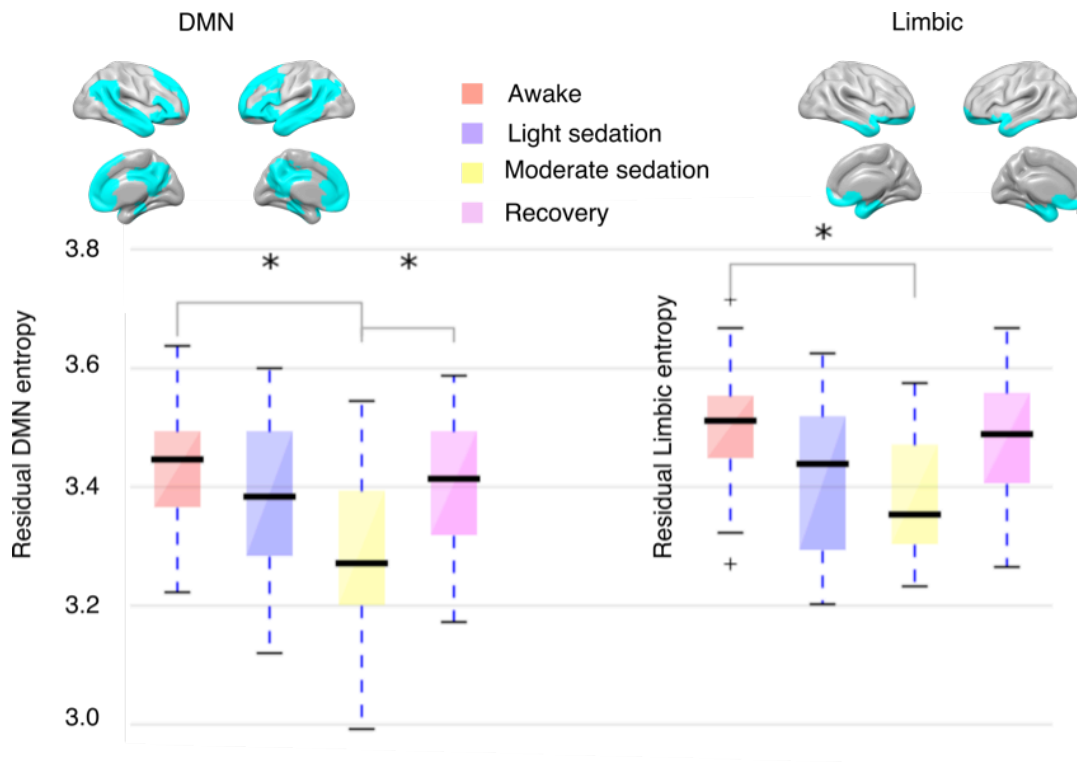 DMN
Limbic
Awake
Light sedation
Moderate sedation
Recovery
3.8
3.6
3.4
3.2
3.0
Residual DMN entropy
Residual Limbic entropy
*
*
*
+
+